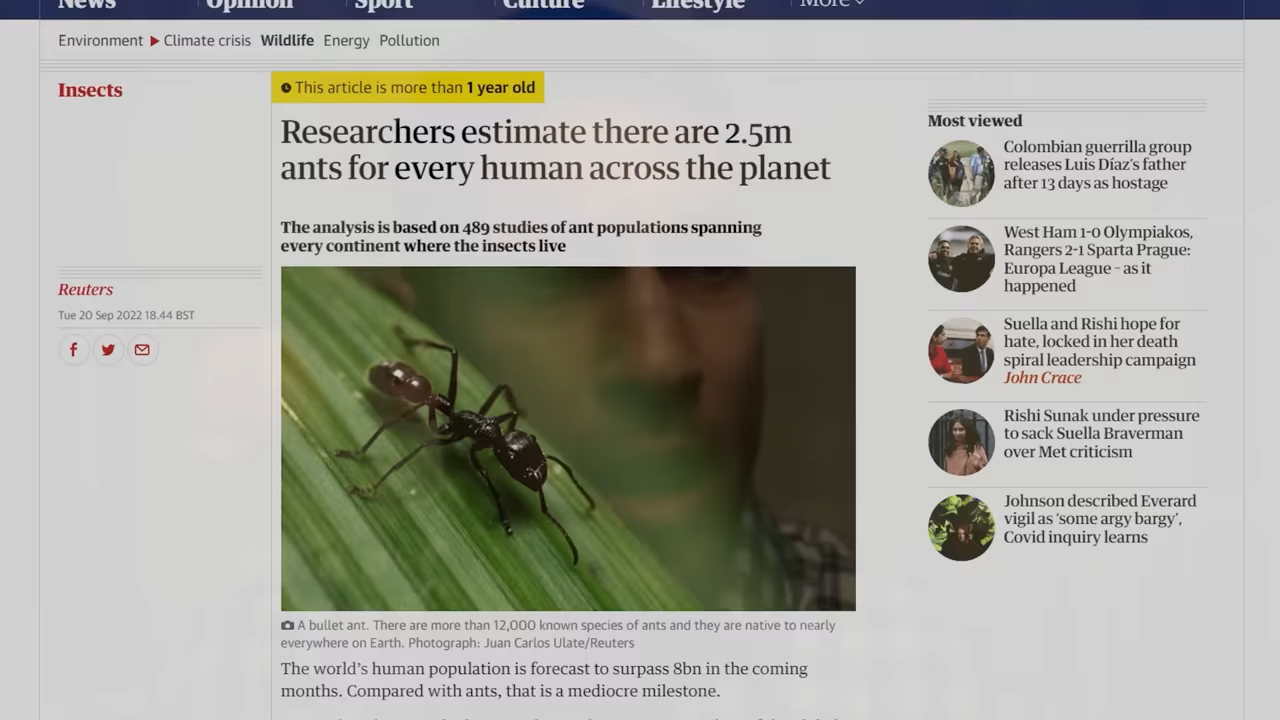 News
Opinion
Sport
Culture
Lifestyle
More
Environment
Climate crisis
Wildlife
Energy
Pollution
Insects
This article is more than 1 year old
Researchers estimate there are 2.5m
ants for every human across the planet
The analysis is based on 489 studies of ant populations spanning
every continent where the insects live
Reuters
Tue 20 Sep 2022 18.44 BST
A bullet ant. There are more than 12,000 known species of ants and they are native to nearly
everywhere on Earth. Photograph: Juan Carlos Ulate/Reuters
The world’s human population is forecast to surpass 8bn in the coming
months. Compared with ants, that is a mediocre milestone.
Most viewed
Colombian guerrilla group
releases Luis Díaz’s father
after 13 days as hostage
West Ham 1-0 Olympiakos,
Rangers 2-1 Sparta Prague:
Europa League – as it
happened
Suella and Rishi hope for
hate, locked in her death
spiral leadership campaign
John Crace
Rishi Sunak under pressure
to sack Suella Braverman
over Met criticism
Johnson described Everard
vigil as ‘some argy bargy’,
Covid inquiry learns